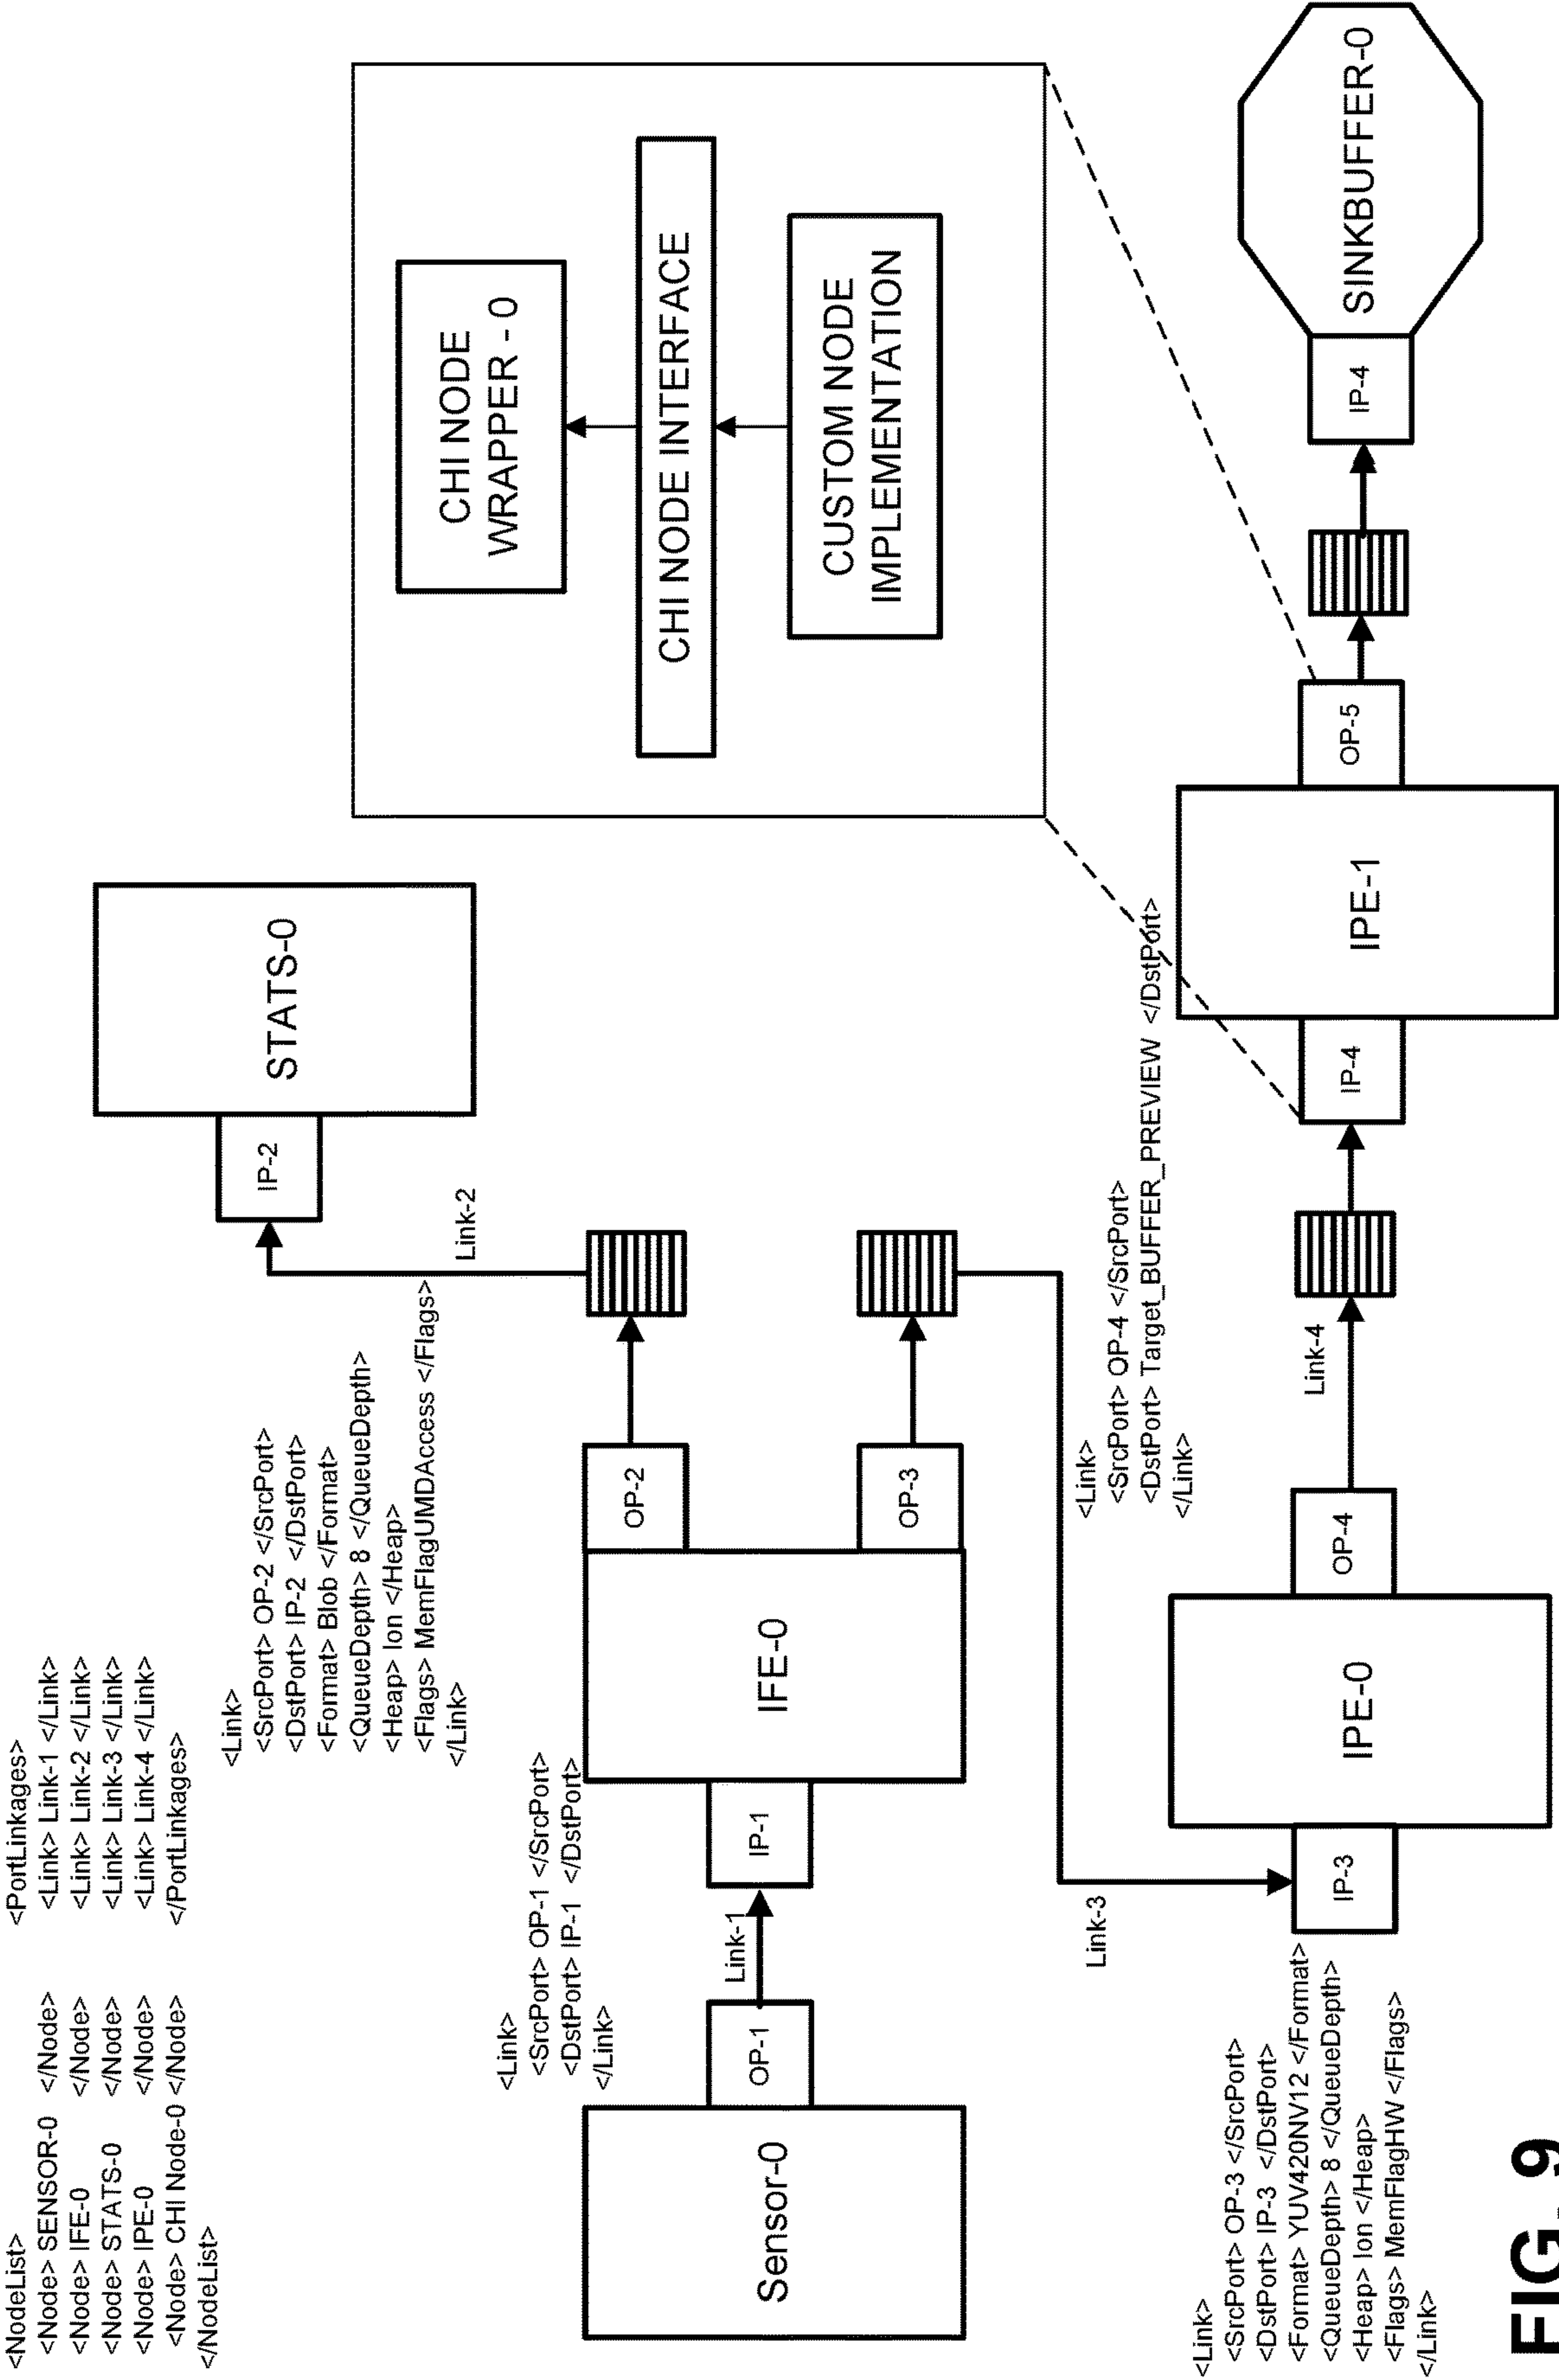 <NodeList>
<Node> SENSOR-0 </Node>
<Node> IFE-0 </Node>
<Node> STATS-0 </Node>
<Node> IPE-0 </Node>
<Node> CHI Node-0 </Node>
</NodeList>
<PortLinkages>
<Link> Link-1 </Link>
<Link> Link-2 </Link>
<Link> Link-3 </Link>
<Link> Link-4 </Link>
</PortLinkages>
<Link>
<SrcPort> OP-2 </SrcPort>
<DstPort> IP-2 </DstPort>
<Format> Blob </Format>
<QueueDepth> 8 </QueueDepth>
<Heap> Ion </Heap>
<Flags> MemFlagUMDAccess </Flags>
</Link>
Link-2
IP-2
STATS-0
CHI NODE
WRAPPER - 0
CHI NODE INTERFACE
CUSTOM NODE
IMPLEMENTATION
<Link>
<SrcPort> OP-1 </SrcPort>
<DstPort> IP-1 </DstPort>
</Link>
Sensor-0
OP-1
Link-1
IP-1
IFE-0
OP-2
OP-3
Link-3
<Link>
<SrcPort> OP-4 </SrcPort>
<DstPort> Target_BUFFER_PREVIEW </DstPort>
</Link>
<Link>
<SrcPort> OP-3 </SrcPort>
<DstPort> IP-3 </DstPort>
<Format> YUV420NV12 </Format>
<QueueDepth> 8 </QueueDepth>
<Heap> Ion </Heap>
<Flags> MemFlagHW </Flags>
</Link>
IP-3
IPE-0
OP-4
Link-4
IP-4
IPE-1
OP-5
IP-4
SINKBUFFER-0
FIG. 9